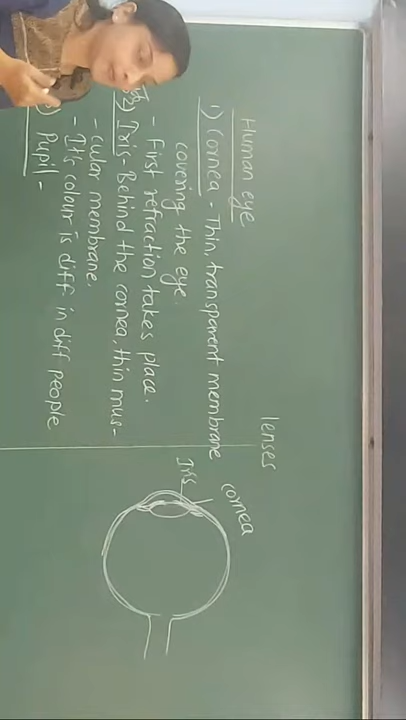 Human eye
1) Cornea - Thin, transparent membrane
covering the eye.
- First refraction takes place.
2) Iris - Behind the cornea, thin mus-
- cular membrane.
- It's colour is diff in diff people
Pupil -
lenses
cornea
Iris